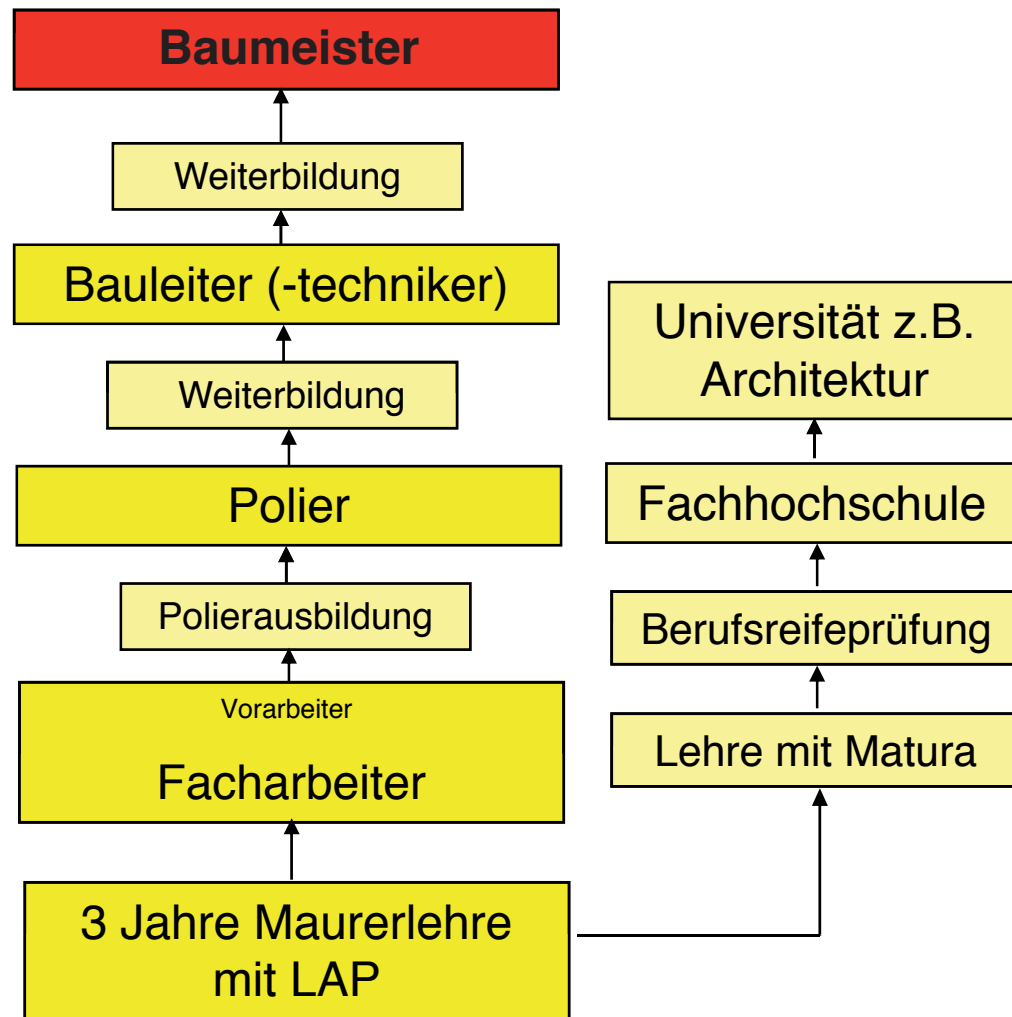 Baumeister
Weiterbildung
Bauleiter (-techniker)
Weiterbildung
Polier
Polierausbildung
Vorarbeiter
Facharbeiter
3 Jahre Maurerlehre
mit LAP
Universität z.B.
Architektur
Fachhochschule
Berufsreifeprüfung
Lehre mit Matura